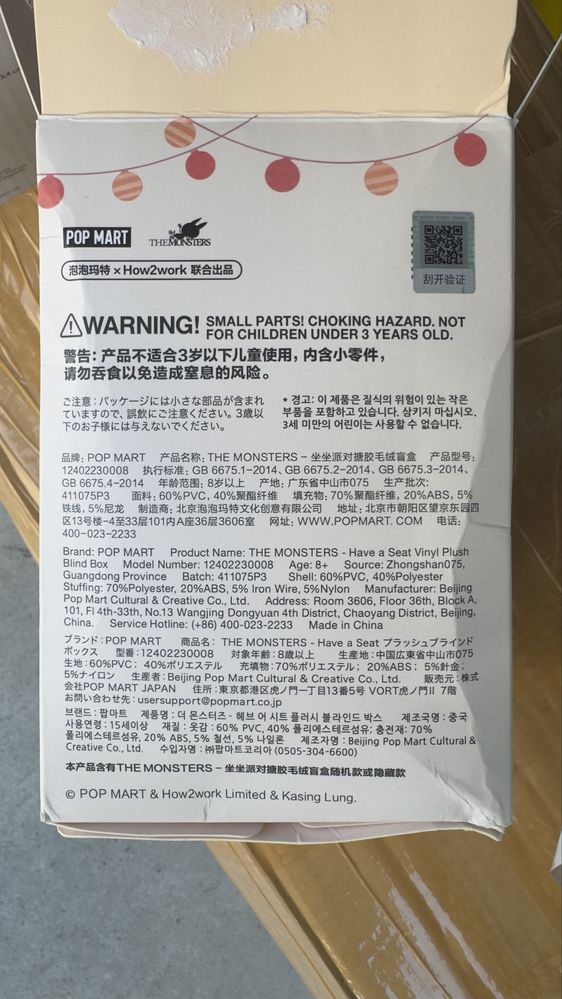 POP MART
THE MONSTERS
泡泡玛特 × How2work 联合出品
刮开验证
WARNING! SMALL PARTS! CHOKING HAZARD. NOT
FOR CHILDREN UNDER 3 YEARS OLD.
警告: 产品不适合3岁以下儿童使用, 内含小零件,
请勿吞食以免造成窒息的风险。
ご注意: パッケージには小さな部品が含まれ
ていますので、誤飲にご注意ください。3歳以
下のお子様には与えないでください。
* 경고: 이 제품은 질식의 위험이 있는 작은
부품을 포함하고 있습니다. 삼키지 마십시오.
3세 미만의 어린이는 사용할 수 없습니다.
品牌: POP MART 产品名称: THE MONSTERS - 坐坐派对搪胶毛绒盲盒 产品型号:
12402230008 执行标准: GB 6675.1-2014、GB 6675.2-2014、GB 6675.3-2014、
GB 6675.4-2014 年龄范围: 8岁以上 产地: 广东省中山市075 生产批次:
411075P3 面料: 60%PVC, 40%聚酯纤维 填充物: 70%聚酯纤维, 20%ABS, 5%
铁线, 5%尼龙 制造商: 北京泡泡玛特文化创意有限公司 地址: 北京市朝阳区望京东园四
区13号楼-4至33层101内A座36层3606室 网址: WWW.POPMART.COM 电话:
400-023-2233
Brand: POP MART Product Name: THE MONSTERS - Have a Seat Vinyl Plush
Blind Box Model Number: 12402230008 Age: 8+ Source: Zhongshan075,
Guangdong Province Batch: 411075P3 Shell: 60%PVC, 40%Polyester
Stuffing: 70%Polyester, 20%ABS, 5% Iron Wire, 5%Nylon Manufacturer: Beijing
Pop Mart Cultural & Creative Co., Ltd. Address: Room 3606, Floor 36th, Block A,
101, Fl 4th-33th, No.13 Wangjing Dongyuan 4th District, Chaoyang District, Beijing,
China. Service Hotline: (+86) 400-023-2233 Made in China
ブランド: POP MART 商品名: THE MONSTERS - Have a Seat プラッシュブラインド
ボックス 型番: 12402230008 対象年齢: 8歳以上 生産地: 中国広東省中山市075
生地: 60%PVC; 40%ポリエステル 充填物: 70%ポリエステル; 20%ABS; 5%針金;
5%ナイロン 生産者: Beijing Pop Mart Cultural & Creative Co., Ltd. 販売元: 株式
会社POP MART JAPAN 住所: 東京都港区虎ノ門一丁目13番5号 VORT虎ノ門II 7階
お問い合わせ先: usersupport@popmart.co.jp
브랜드: 팝마트 제품명: 더 몬스터즈 - 헤브 어 시트 플러시 블라인드 박스 제조국명: 중국
사용연령: 15세이상 재질: 옷감: 60% PVC, 40% 폴리에스테르섬유; 충전재: 70%
폴리에스테르섬유, 20% ABS, 5% 철선, 5% 나일론 제조자명: Beijing Pop Mart Cultural &
Creative Co., Ltd. 수입자명: ㈜팝마트코리아 (0505-304-6600)
本产品含有THE MONSTERS - 坐坐派对搪胶毛绒盲盒随机款或隐藏款
© POP MART & How2work Limited & Kasing Lung.